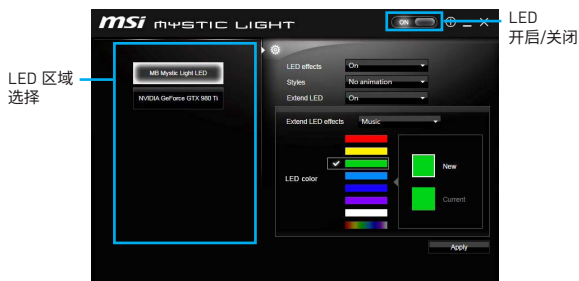 msi MYSTIC LIGHT
ON
LED
开启/关闭
LED 区域
选择
MB Mystic Light LED
NVIDIA GeForce GTX 980 Ti
LED effects On
Styles No animation
Extend LED On
Extend LED effects Music
LED color
New
Current
Apply